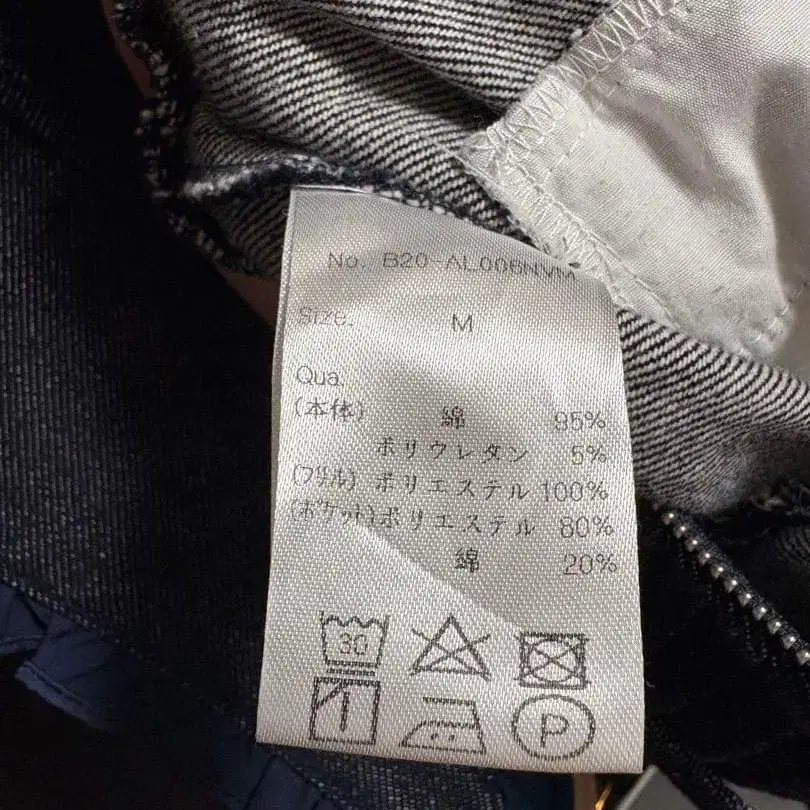 No. B20-AL006NVM
Size. M
Qua.
(本体) 綿 95%
ポリウレタン 5%
(フリル) ポリエステル 100%
(ポケット)ポリエステル 80%
綿 20%
30
P